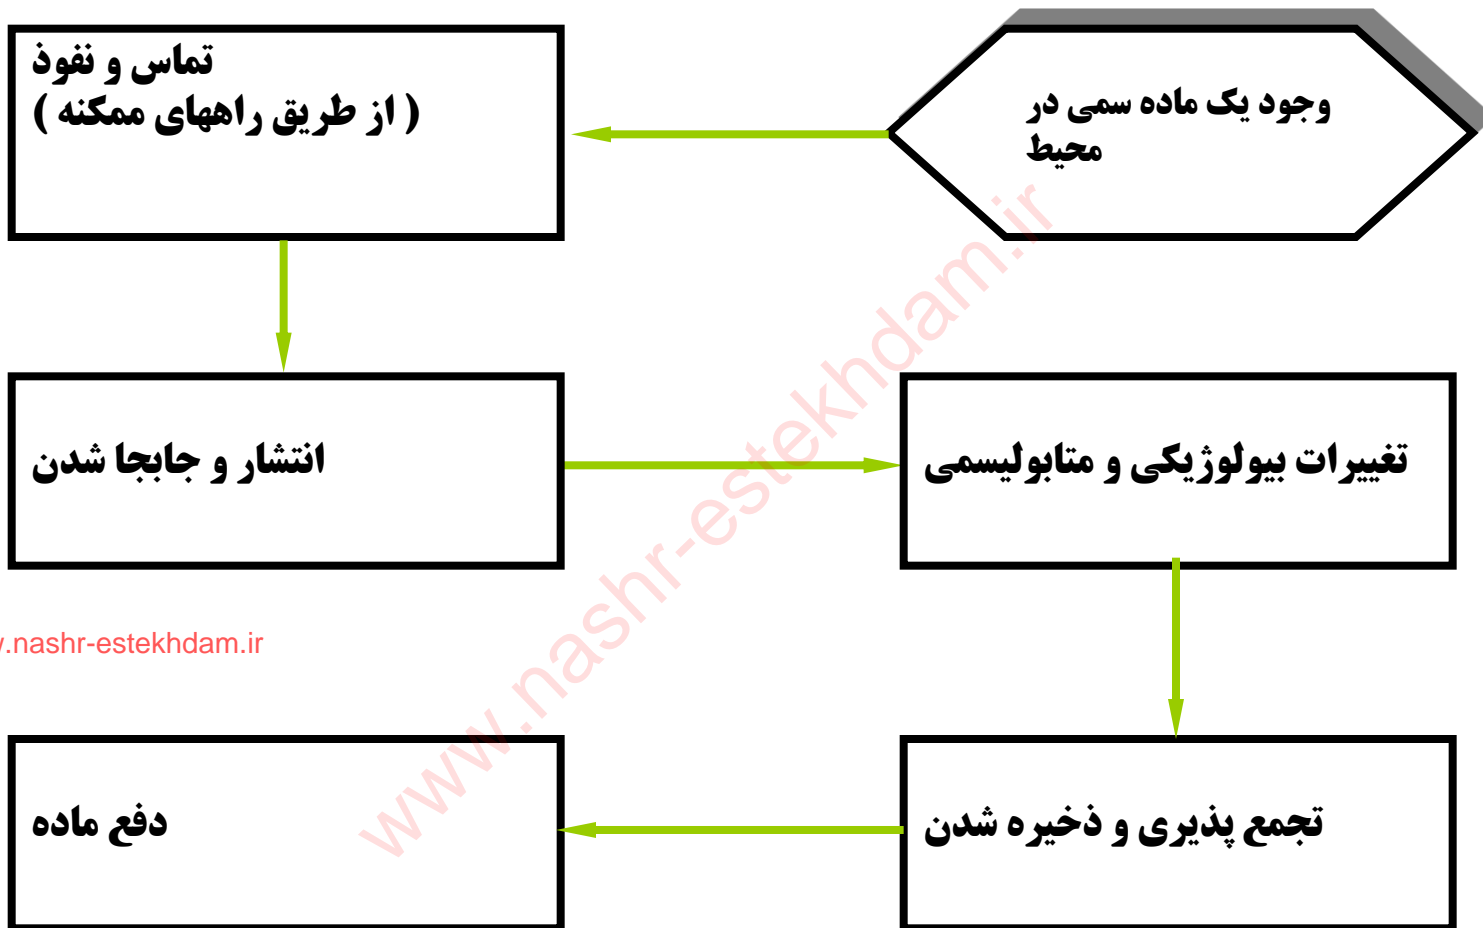 وجود یک ماده سمی در
محیط
تماس و نفوذ
( از طریق راههای ممکنه )
انتشار و جابجا شدن
تغییرات بیولوژیکی و متابولیسمی
تجمع پذیری و ذخیره شدن
دفع ماده
www.nashr-estekhdam.ir
.nashr-estekhdam.ir